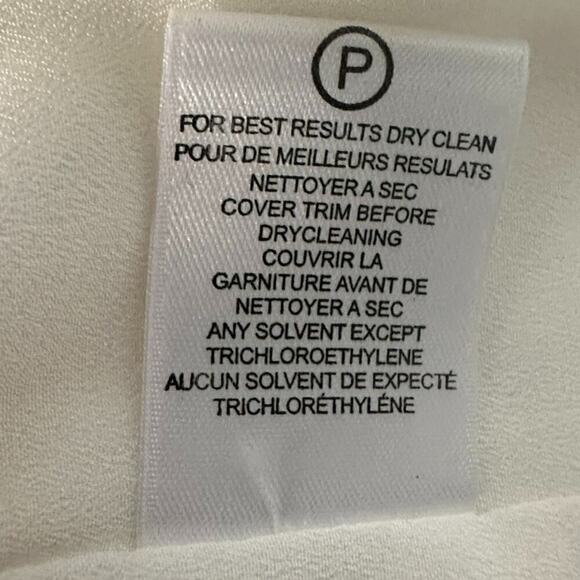 P
FOR BEST RESULTS DRY CLEAN
POUR DE MEILLEURS RESULATS
NETTOYER A SEC
COVER TRIM BEFORE
DRYCLEANING
COUVRIR LA
GARNITURE AVANT DE
NETTOYER A SEC
ANY SOLVENT EXCEPT
TRICHLOROETHYLENE
AUCUN SOLVENT DE EXPECTÉ
TRICHLORÉTHYLÉNE